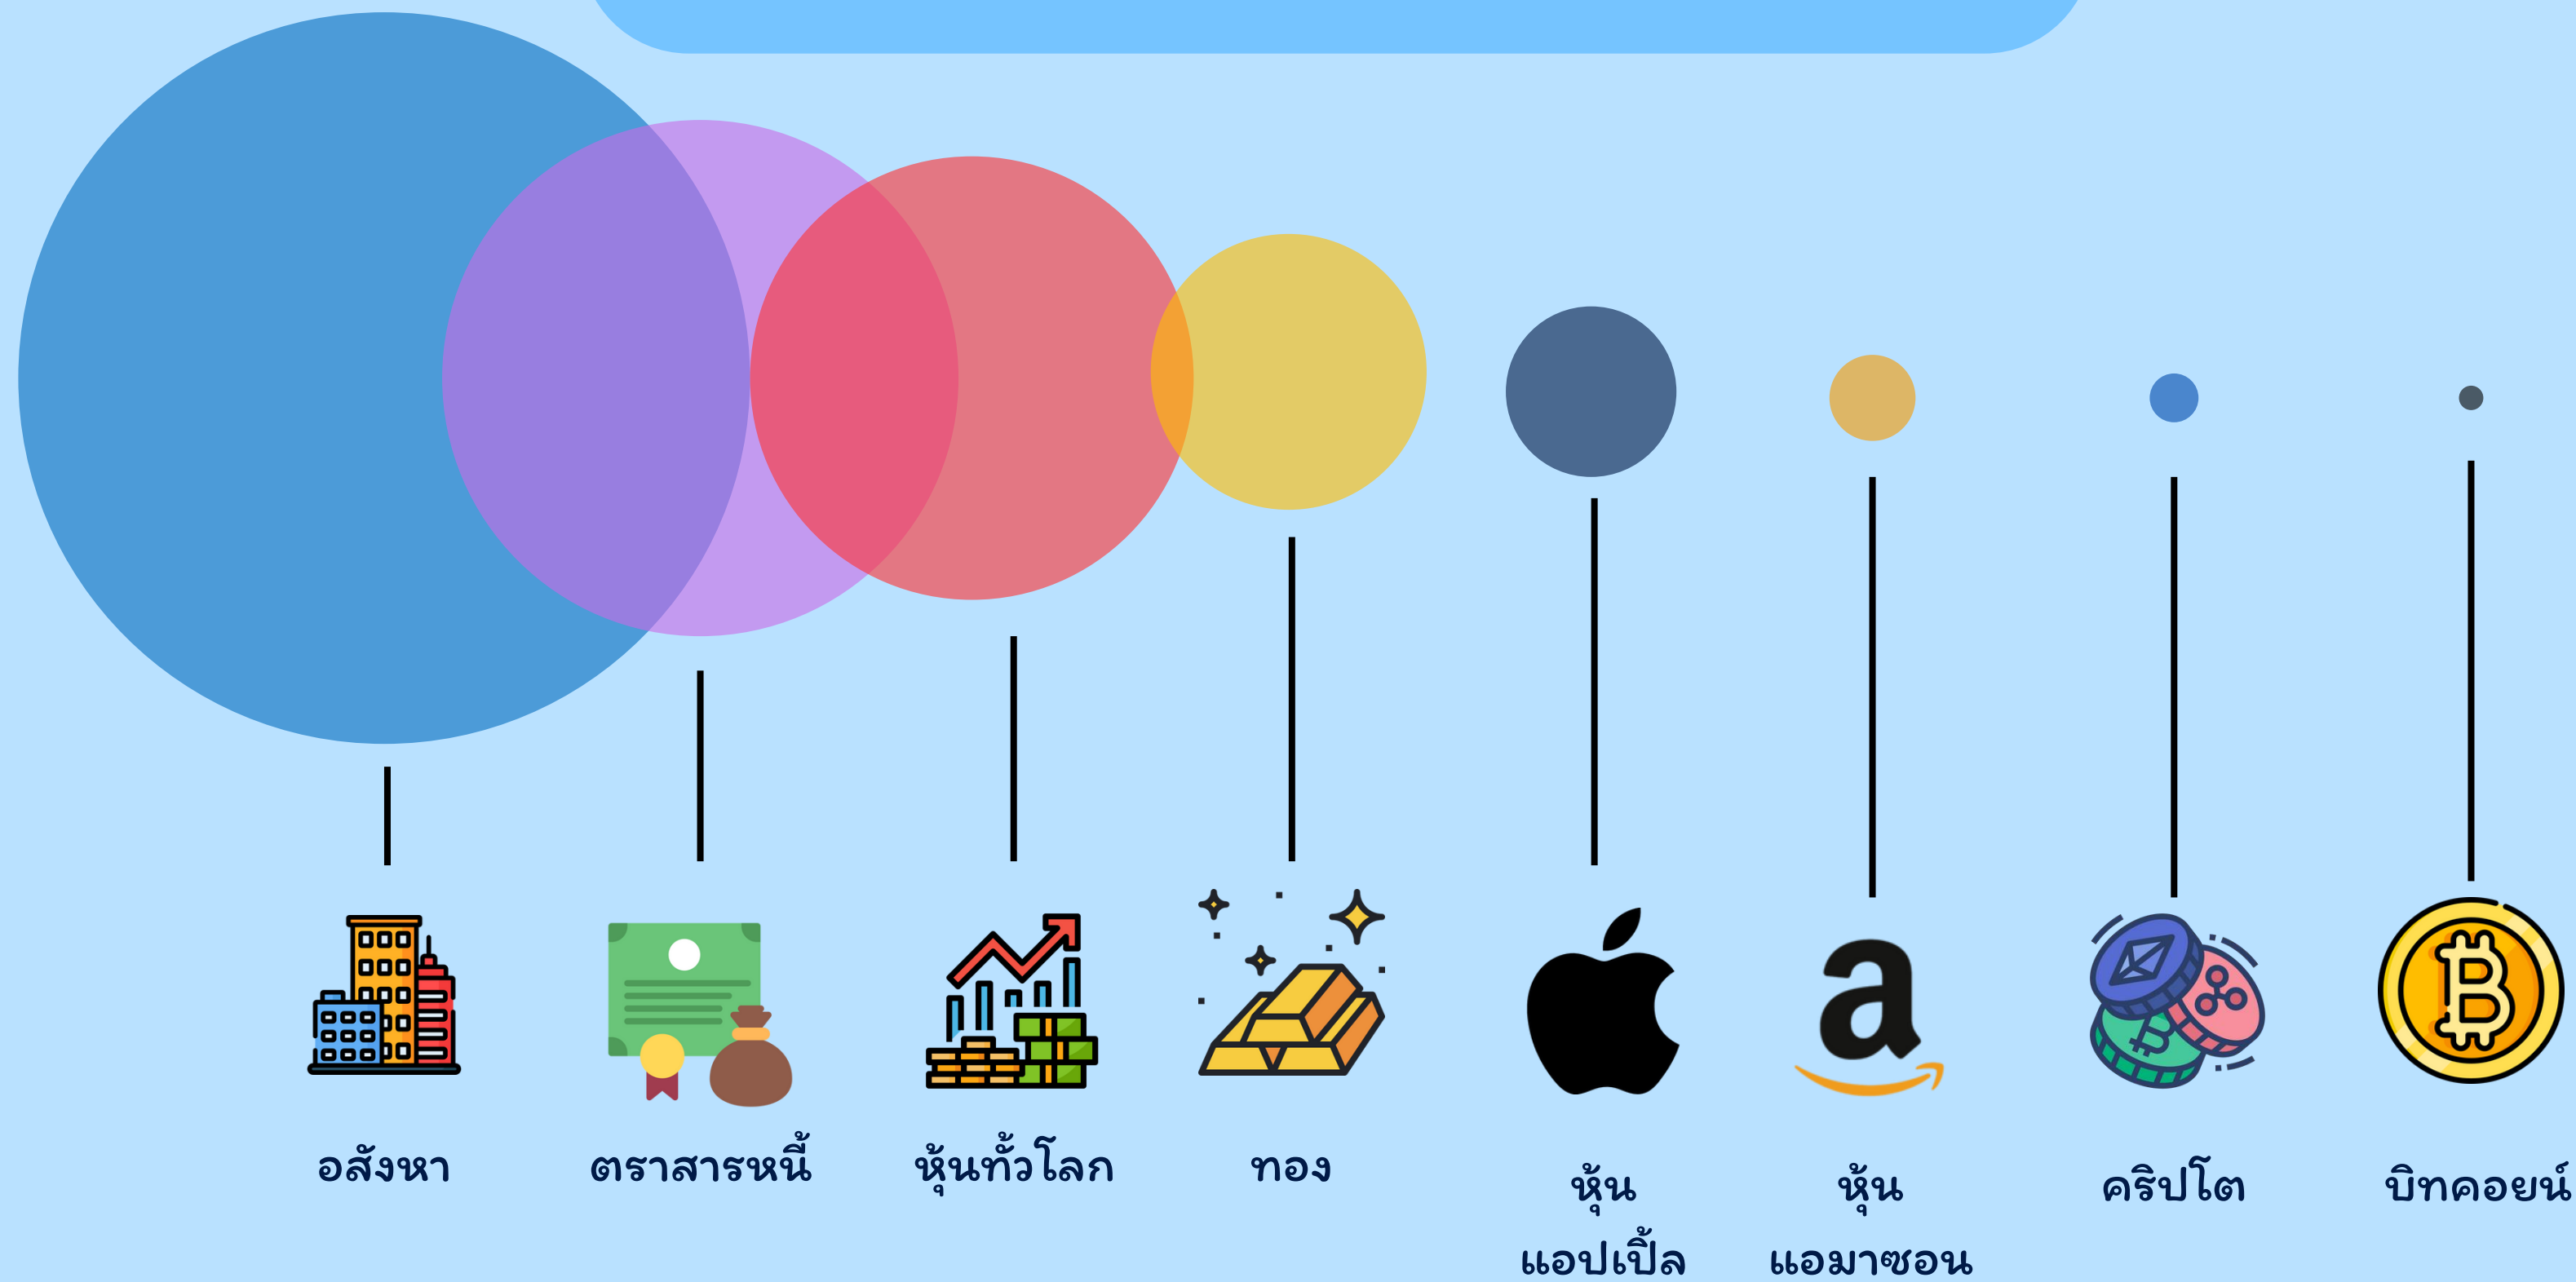 อสังหา
ตราสารหนี้
หุ้นทั่วโลก
ทอง
หุ้น
แอปเปิ้ล
หุ้น
แอมาซอน
คริปโต
บิทคอยน์